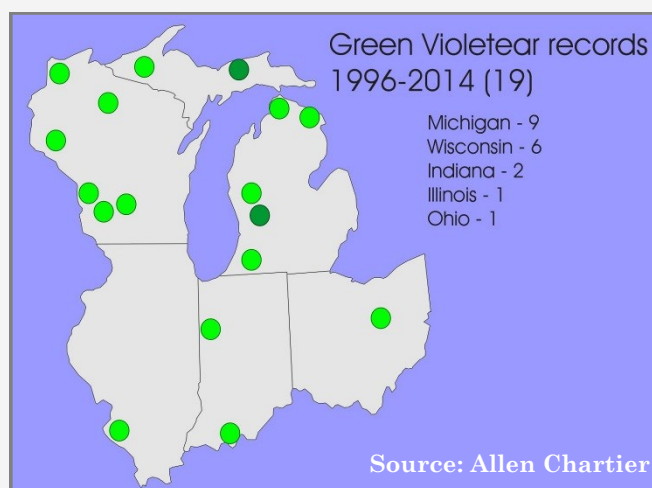 Green Violetear records
1996-2014 (19)
Michigan - 9
Wisconsin - 6
Indiana - 2
Illinois - 1
Ohio - 1
Source: Allen Chartier